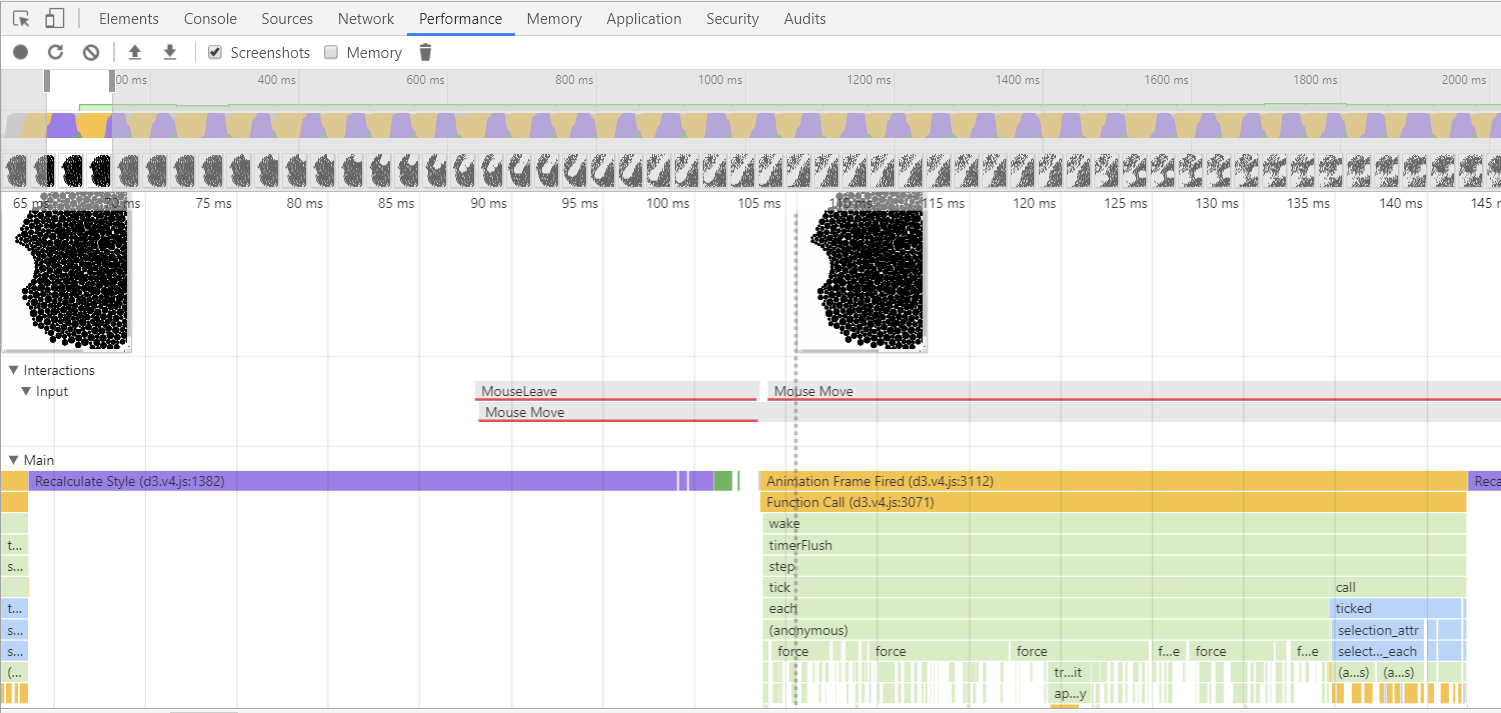 Elements Console Sources Network Performance Memory Application Security Audits
Screenshots Memory
00 ms 400 ms 600 ms 800 ms 1000 ms 1200 ms 1400 ms 1600 ms 1800 ms 2000 ms
65 ms 70 ms 75 ms 80 ms 85 ms 90 ms 95 ms 100 ms 105 ms 110 ms 115 ms 120 ms 125 ms 130 ms 135 ms 140 ms 145 m
Interactions
Input MouseLeave Mouse Move
Mouse Move
Main
Recalculate Style (d3.v4.js:1382) Animation Frame Fired (d3.v4.js:3112) Reca
Function Call (d3.v4.js:3071)
wake
t... timerFlush
s... step
tick call
t... each ticked
s... (anonymous) selection_attr
s... force force force f...e force f...e select..._each
(... tr...it (a...s) (a...s)
ap...y